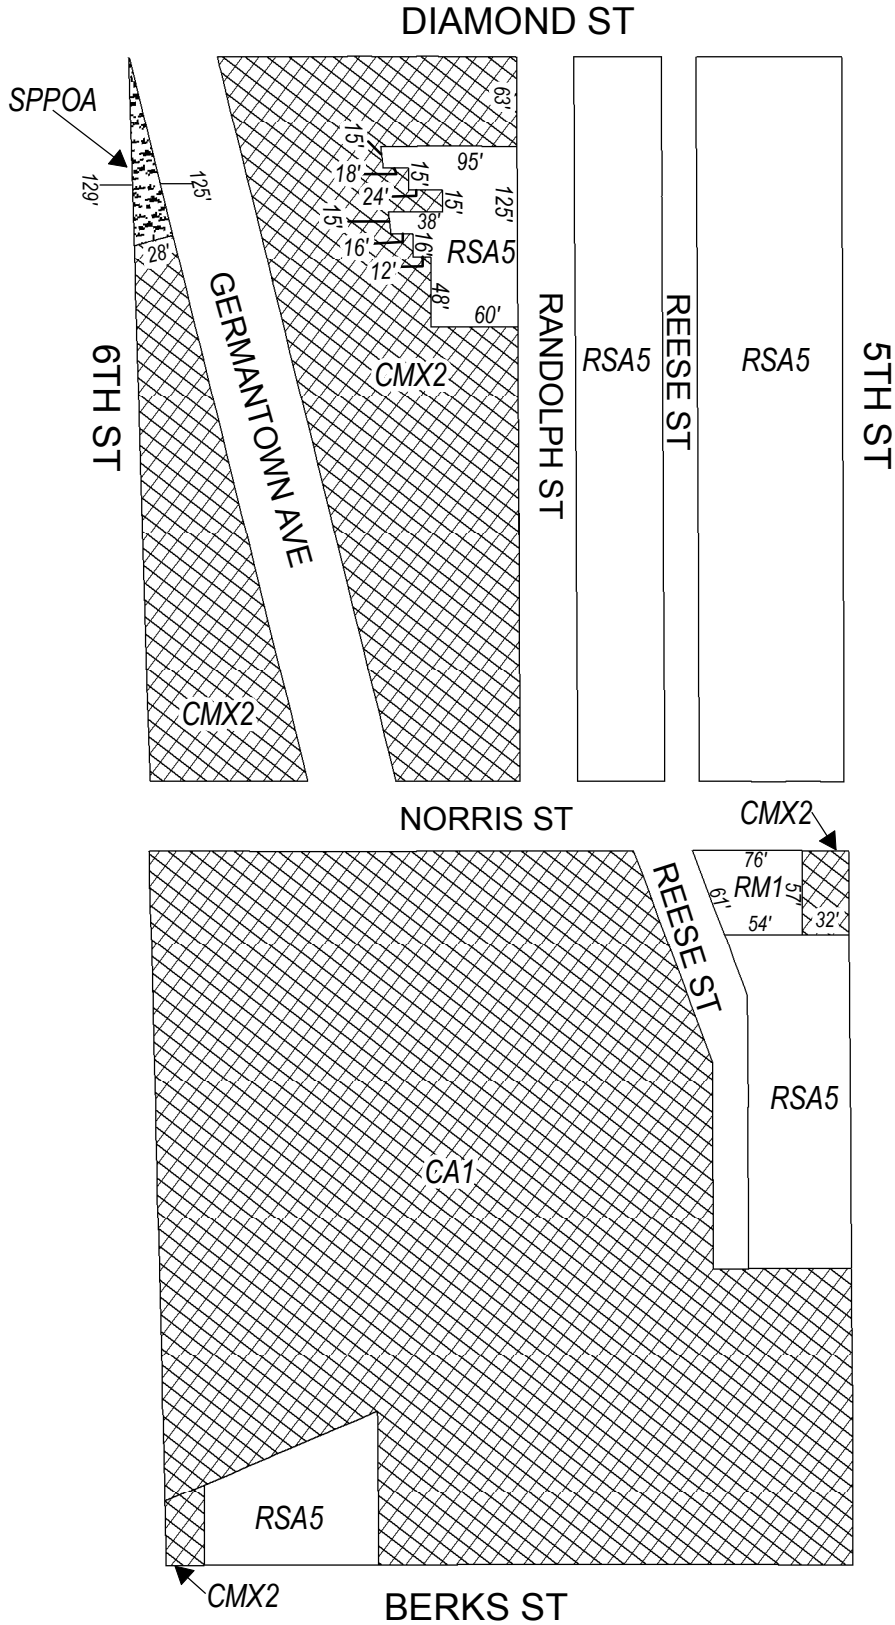 DIAMOND ST
SPPOA
63'
15'
95'
18'
15'
129'
125'
24'
15'
125'
15'
38'
28'
16'
16'
RSA5
12'
48'
60'
GERMANTOWN AVE
RANDOLPH ST
REESE ST
6TH ST
CMX2
RSA5
RSA5
5TH ST
CMX2
NORRIS ST
CMX2
REESE ST
76'
RM1
57'
61'
54'
32'
RSA5
CA1
RSA5
CMX2
BERKS ST